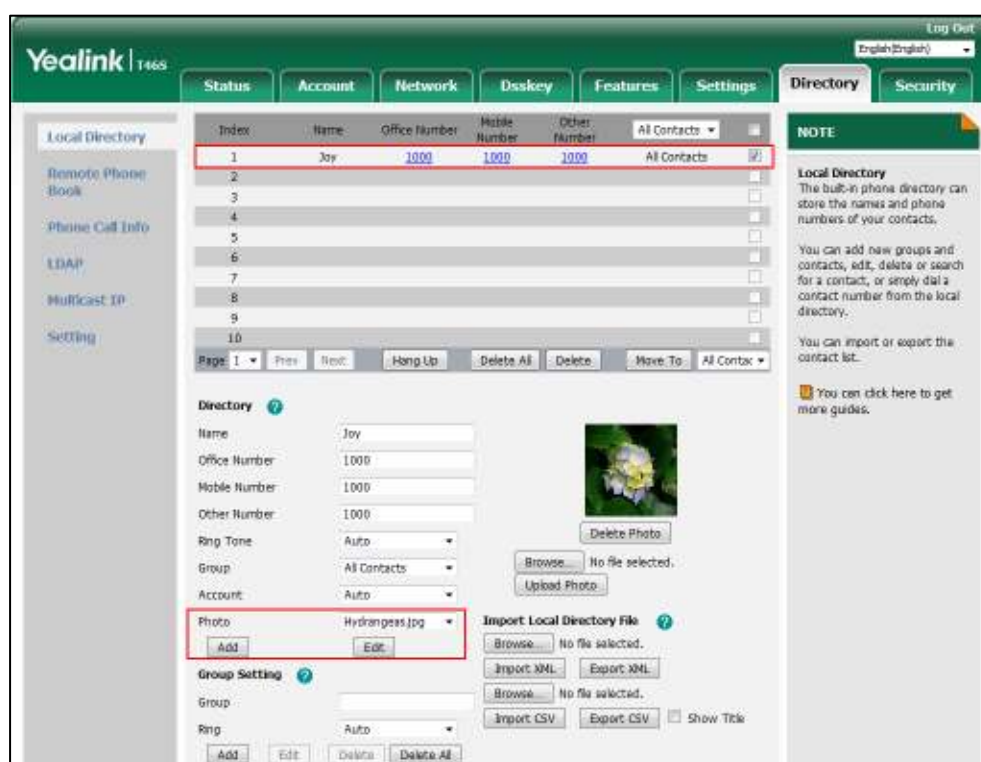 Log Out
Yealink T46S
English(English)
Status Account Network Dsskey Features Settings Directory Security
Local Directory
Remote Phone Book
Phone Call Info
LDAP
Multicast IP
Setting
Index Name Office Number Mobile Number Other Number All Contacts
1 Joy 1000 1000 1000 All Contacts
2
3
4
5
6
7
8
9
10
Page 1 Prev Next Hang Up Delete All Delete Move To All Contac
Directory
Name Joy
Office Number 1000
Mobile Number 1000
Other Number 1000
Ring Tone Auto
Group All Contacts
Account Auto
Photo Hydrangeas.jpg
Add Edit
Group Setting
Group
Ring Auto
Add Edit Delete Delete All
Delete Photo
Browse... No file selected.
Upload Photo
Import Local Directory File
Browse... No file selected.
Import XML Export XML
Browse... No file selected.
Import CSV Export CSV Show Title
NOTE
Local Directory
The built-in phone directory can
store the names and phone
numbers of your contacts.
You can add new groups and
contacts, edit, delete or search
for a contact, or simply dial a
contact number from the local
directory.
You can import or export the
contact list.
You can click here to get
more guides.